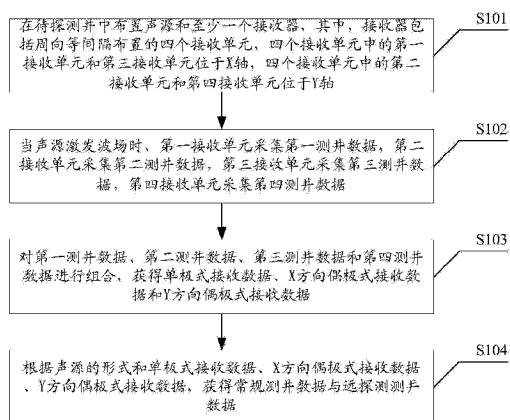 S101
在待探测井中布置声源和至少一个接收器，其中，接收器包
括周向等间隔布置的四个接收单元，四个接收单元中的第一
接收单元和第三接收单元位于X轴，四个接收单元中的第二
接收单元和第四接收单元位于Y轴
S102
当声源激发波场时，第一接收单元采集第一测井数据，第二
接收单元采集第二测井数据，第三接收单元采集第三测井数
据，第四接收单元采集第四测井数据
S103
对第一测井数据、第二测井数据、第三测井数据和第四测井
数据进行组合，获得单极式接收数据、X方向偶极式接收数
据和Y方向偶极式接收数据
S104
根据声源的形式和单极式接收数据、X方向偶极式接收数据
、Y方向偶极式接收数据，获得常规测井数据与远探测测井
数据